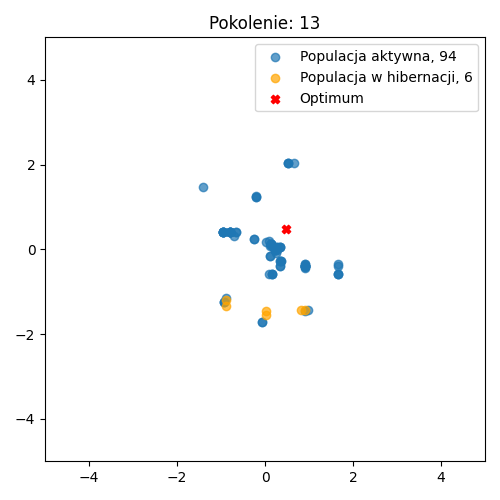 Pokolenie: 13
Populacja aktywna, 94
Populacja w hibernacji, 6
Optimum
4
2
0
−2
−4
−4
−2
0
2
4